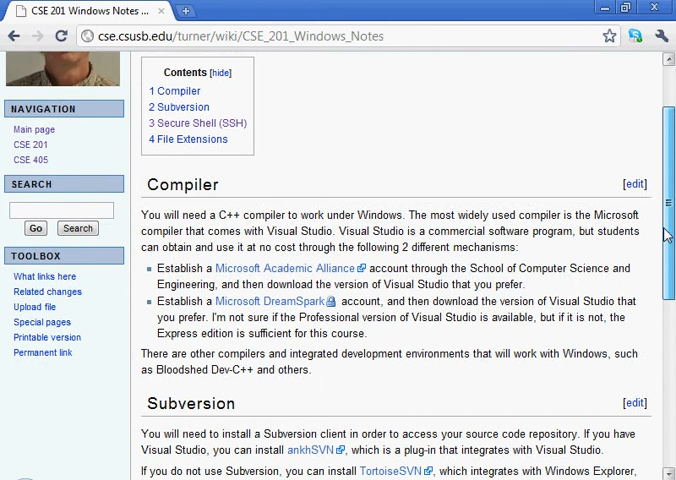 CSE 201 Windows Notes ...
cse.csusb.edu/turner/wiki/CSE_201_Windows_Notes
NAVIGATION
Main page
CSE 201
CSE 405
SEARCH
Go Search
TOOLBOX
What links here
Related changes
Upload file
Special pages
Printable version
Permanent link
Contents [hide]
1 Compiler
2 Subversion
3 Secure Shell (SSH)
4 File Extensions
Compiler [edit]
You will need a C++ compiler to work under Windows. The most widely used compiler is the Microsoft
compiler that comes with Visual Studio. Visual Studio is a commercial software program, but students
can obtain and use it at no cost through the following 2 different mechanisms:
Establish a Microsoft Academic Alliance account through the School of Computer Science and
Engineering, and then download the version of Visual Studio that you prefer.
Establish a Microsoft DreamSpark account, and then download the version of Visual Studio that
you prefer. I'm not sure if the Professional version of Visual Studio is available, but if it is not, the
Express edition is sufficient for this course.
There are other compilers and integrated development environments that will work with Windows, such
as Bloodshed Dev-C++ and others.
Subversion [edit]
You will need to install a Subversion client in order to access your source code repository. If you have
Visual Studio, you can install ankhSVN, which is a plug-in that integrates with Visual Studio.
If you do not use Subversion, you can install TortoiseSVN, which integrates with Windows Explorer,